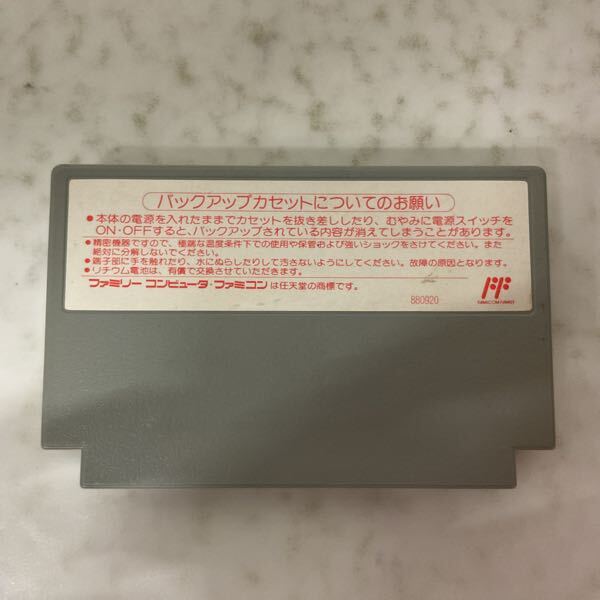 バックアップカセットについてのお願い
●本体の電源を入れたままでカセットを抜き差ししたり、むやみに電源スイッチを
ON・OFFすると、バックアップされている内容が消えてしまうことがあります。
●精密機器ですので、極端な温度条件下での使用や保管および強いショックをさけてください。また
絶対に分解しないでください。
●端子部に手を触れたり、水にぬらしたりして汚さないようにしてください。故障の原因となります。
●リチウム電池は、有償で交換させていただきます。
ファミリーコンピュータ・ファミコンは任天堂の商標です。
880920
FAMICOM FAMILY